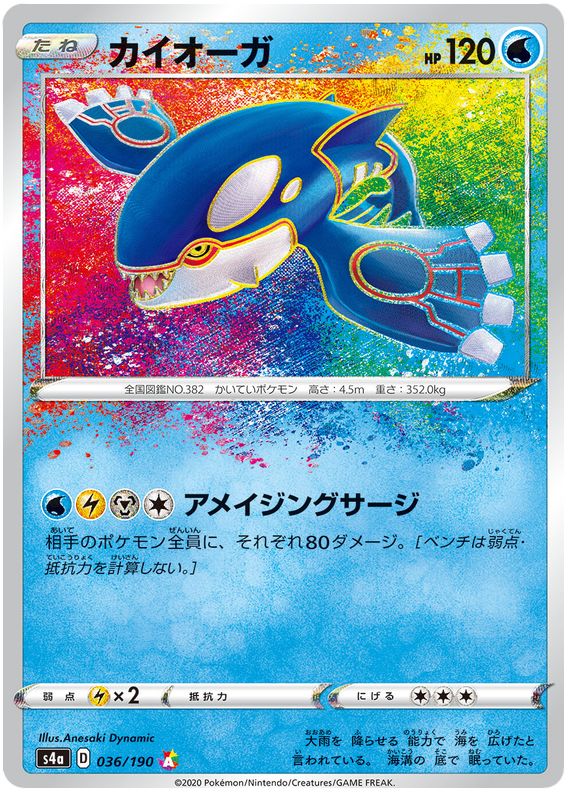 たね カイオーガ HP 120
全国図鑑NO.382 かいていポケモン 高さ:4.5m 重さ:352.0kg
アメイジングサージ
相手のポケモン全員に、それぞれ80ダメージ。[ベンチは弱点・
抵抗力を計算しない。]
弱点 ×2 抵抗力 にげる
Illus.Anesaki Dynamic
大雨を 降らせる 能力で 海を 広げたと
言われている。 海溝の 底で 眠っていた。
S4a D 036/190 A
©2020 Pokémon/Nintendo/Creatures/GAME FREAK.